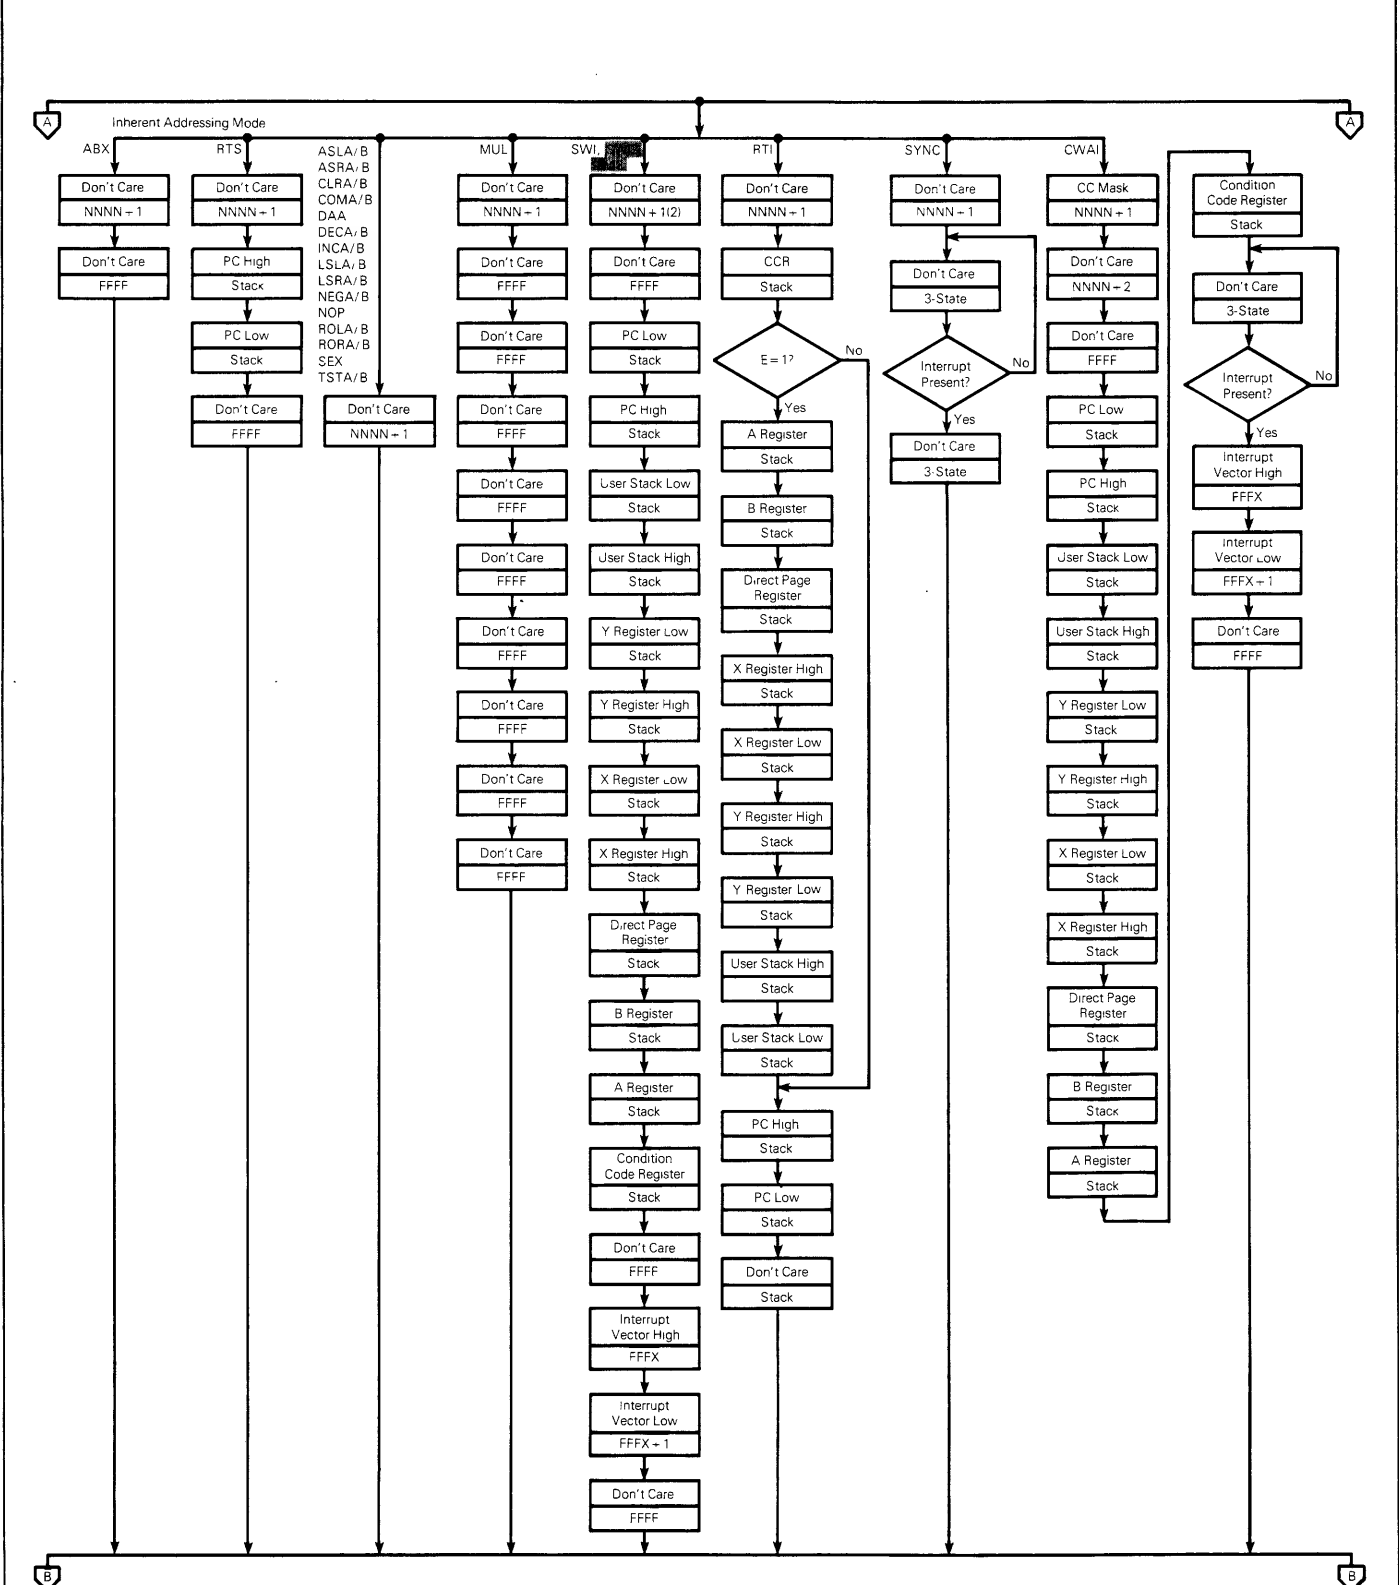 A
A
Inherent Addressing Mode
ABX
Don't Care
NNNN+1
Don't Care
FFFF
RTS
Don't Care
NNNN+1
PC High
Stack
PC Low
Stack
Don't Care
FFFF
ASLA/B
ASRA/B
CLRA/B
COMA/B
DAA
DECA/B
INCA/B
LSLA/B
LSRA/B
NEGA/B
NOP
ROLA/B
RORA/B
SEX
TSTA/B
Don't Care
NNNN+1
MUL
Don't Care
NNNN+1
Don't Care
FFFF
Don't Care
FFFF
Don't Care
FFFF
Don't Care
FFFF
Don't Care
FFFF
Don't Care
FFFF
Don't Care
FFFF
Don't Care
FFFF
Don't Care
FFFF
SWI,
Don't Care
NNNN+1(2)
Don't Care
FFFF
PC Low
Stack
PC High
Stack
User Stack Low
Stack
User Stack High
Stack
Y Register Low
Stack
Y Register High
Stack
X Register Low
Stack
X Register High
Stack
Direct Page
Register
Stack
B Register
Stack
A Register
Stack
Condition
Code Register
Stack
Don't Care
FFFF
Interrupt
Vector High
FFFX
Interrupt
Vector Low
FFFX+1
Don't Care
FFFF
RTI
Don't Care
NNNN+1
CCR
Stack
E=1?
No
Yes
A Register
Stack
B Register
Stack
Direct Page
Register
Stack
X Register High
Stack
X Register Low
Stack
Y Register High
Stack
Y Register Low
Stack
User Stack High
Stack
User Stack Low
Stack
PC High
Stack
PC Low
Stack
Don't Care
Stack
SYNC
Don't Care
NNNN+1
Don't Care
3-State
Interrupt
Present?
No
Yes
Don't Care
3-State
CWAI
CC Mask
NNNN+1
Don't Care
NNNN+2
Don't Care
FFFF
PC Low
Stack
PC High
Stack
User Stack Low
Stack
User Stack High
Stack
Y Register Low
Stack
Y Register High
Stack
X Register Low
Stack
X Register High
Stack
Direct Page
Register
Stack
B Register
Stack
A Register
Stack
Condition
Code Register
Stack
Don't Care
3-State
Interrupt
Present?
No
Yes
Interrupt
Vector High
FFFX
Interrupt
Vector Low
FFFX+1
Don't Care
FFFF
B
B